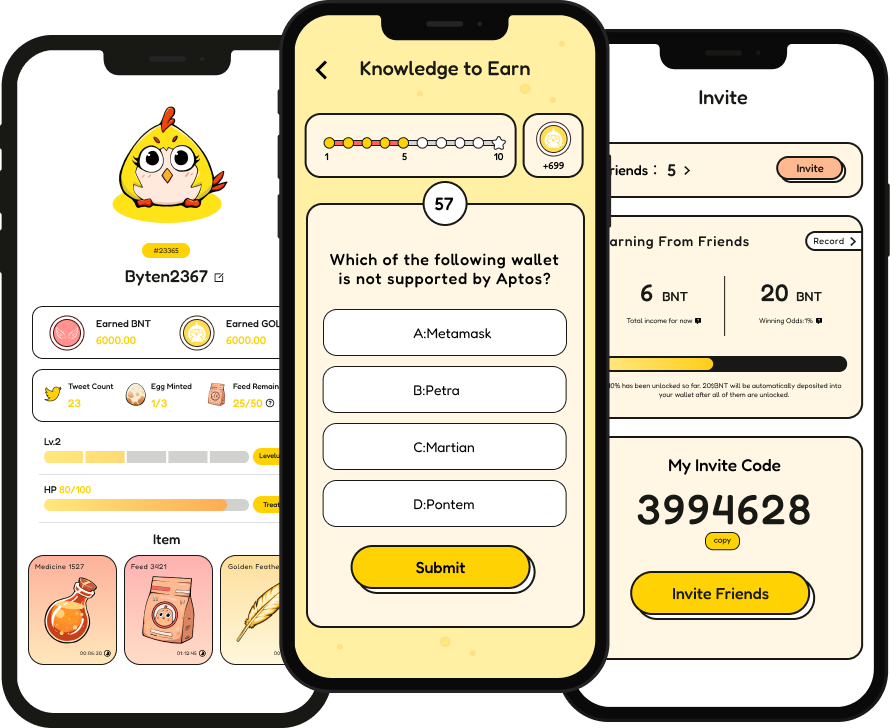 #23365
Byten2367
Earned BNT
6000.00
Earned GOL
6000.00
Tweet Count
23
Egg Minted
1/3
Feed Remain
25/50
Lv.2
Levelu
HP 80/100
Treat
Item
Medicine 1527
00:06:20
Feed 3421
01:12:45
Golden Feathe
00
Knowledge to Earn
1
5
10
+699
57
Which of the following wallet
is not supported by Aptos?
A:Metamask
B:Petra
C:Martian
D:Pontem
Submit
Invite
riends : 5 >
Invite
arning From Friends
Record
6 BNT
Total income for now
20 BNT
Winning Odds:1%
0% has been unlocked so far. 20$BNT will be automatically deposited into
your wallet after all of them are unlocked.
My Invite Code
3994628
copy
Invite Friends